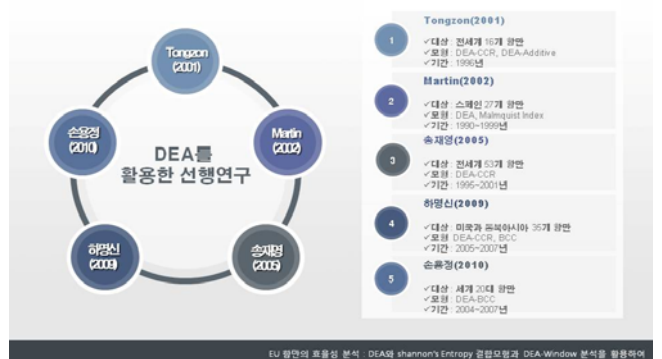 Tongzon
(2001)
손용정
(2010)
Martin
(2002)
DEA를
활용한 선행연구
하명신
(2009)
송재영
(2005)
1
Tongzon(2001)
✓대상 : 전세계 16개 항만
✓모형 : DEA-CCR, DEA-Additive
✓기간 : 1996년
2
Martin(2002)
✓대상 : 스페인 27개 항만
✓모형 : DEA, Malmquist Index
✓기간 : 1990~1999년
3
송재영(2005)
✓대상 : 전세계 53개 항만
✓모형 : DEA-CCR
✓기간 : 1995~2001년
4
하명신(2009)
✓대상 : 미국과 동북아시아 35개 항만
✓모형 DEA-CCR, BCC
✓기간 : 2005~2007년
5
손용정(2010)
✓대상 : 세계 20대 항만
✓모형 : DEA-BCC
✓기간 : 2004~2007년
EU 항만의 효율성 분석 : DEA와 shannon's Entropy 결합모형과 DEA-Window 분석을 활용하여